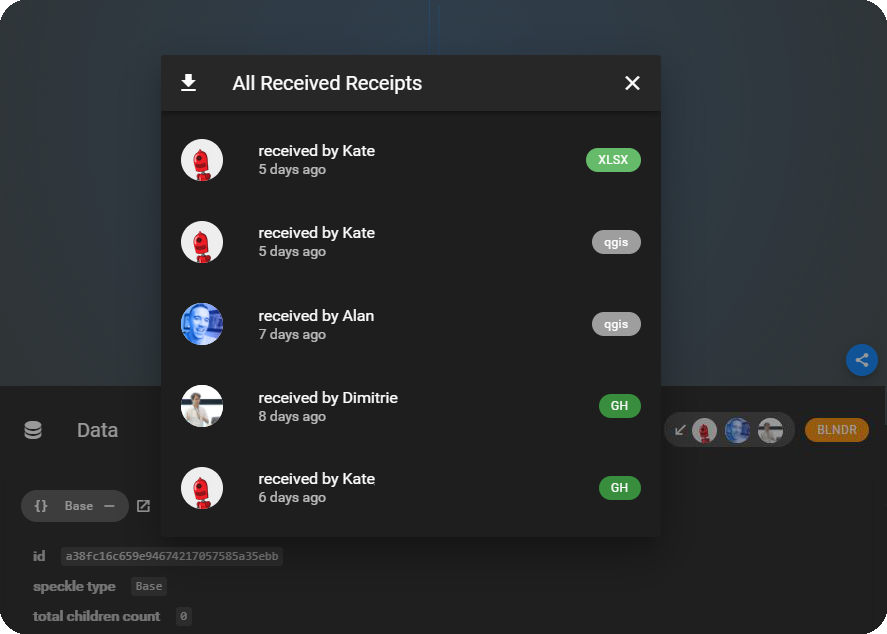 All Received Receipts
received by Kate
5 days ago
XLSX
received by Kate
5 days ago
qgis
received by Alan
7 days ago
qgis
received by Dimitrie
8 days ago
GH
received by Kate
6 days ago
GH
Data
BLNDR
{} Base −
id a38fc16c659e94674217057585a35ebb
speckle type Base
total children count 0